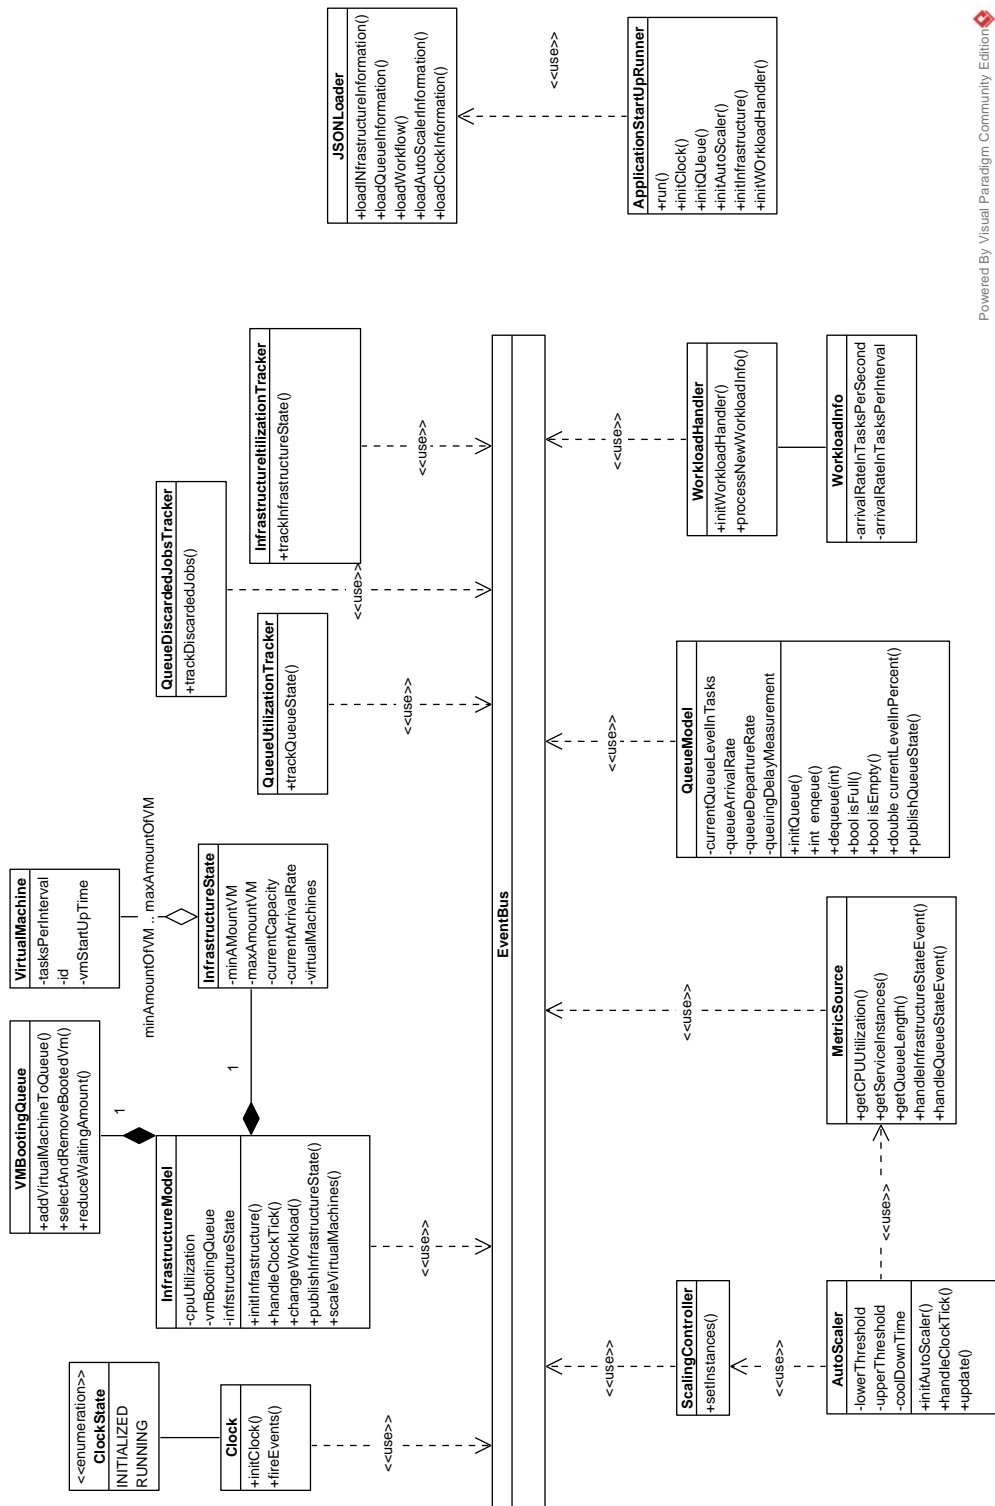 <<enumeration>>
ClockState
INITIALIZED
RUNNING
Clock
+initClock()
+fireEvents()
<<use>>
VMBootingQueue
+addVirtualMachineToQueue()
+selectAndRemoveBootedVm()
+reduceWaitingAmount()
1
InfrastructureModel
-cpuUtilization
-vmBootingQueue
-infrstructureState
+initInfrastructure()
+handleClockTick()
+changeWorkload()
+publishInfrastructureState()
+scaleVirtualMachines()
1
<<use>>
VirtualMachine
-tasksPerInterval
-id
-vmStartUpTime
minAmountOfVM .. maxAmountOfVM
InfrastructureState
-minAMountVM
-maxAmountVM
-currentCapacity
-currentArrivalRate
-virtualMachines
QueueUtilizationTracker
+trackQueueState()
<<use>>
QueueDiscardedJobsTracker
+trackDiscardedJobs()
<<use>>
InfrastructureItilizationTracker
+trackInfrastructureState()
<<use>>
JSONLoader
+loadINfrastructureInformation()
+loadQueueInformation()
+loadWorkflow()
+loadAutoScalerInformation()
+loadClockInformation()
<<use>>
ApplicationStartUpRunner
+run()
+initClock()
+initQUeue()
+initAutoScaler()
+initInfrastructure()
+initWOrkloadHandler()
EventBus
<<use>>
ScalingController
+setInstances()
<<use>>
AutoScaler
-lowerThreshold
-upperThreshold
-coolDownTime
+initAutoScaler()
+handleClockTick()
+update()
<<use>>
<<use>>
MetricSource
+getCPUUtilization()
+getServiceInstances()
+getQueueLength()
+handleInfrastructureStateEvent()
+handleQueueStateEvent()
<<use>>
QueueModel
-currentQueueLevelInTasks
-queueArrivalRate
-queueDepartureRate
-queuingDelayMeasurement
+initQueue()
+int enqeue()
+dequeue(int)
+bool isFull()
+bool isEmpty()
+double currentLevelInPercent()
+publishQueueState()
<<use>>
WorkloadHandler
+initWorkloadHandler()
+processNewWorkloadInfo()
WorkloadInfo
-arrivalRateInTasksPerSecond
-arrivalRateInTasksPerInterval
Powered By Visual Paradigm Community Edition